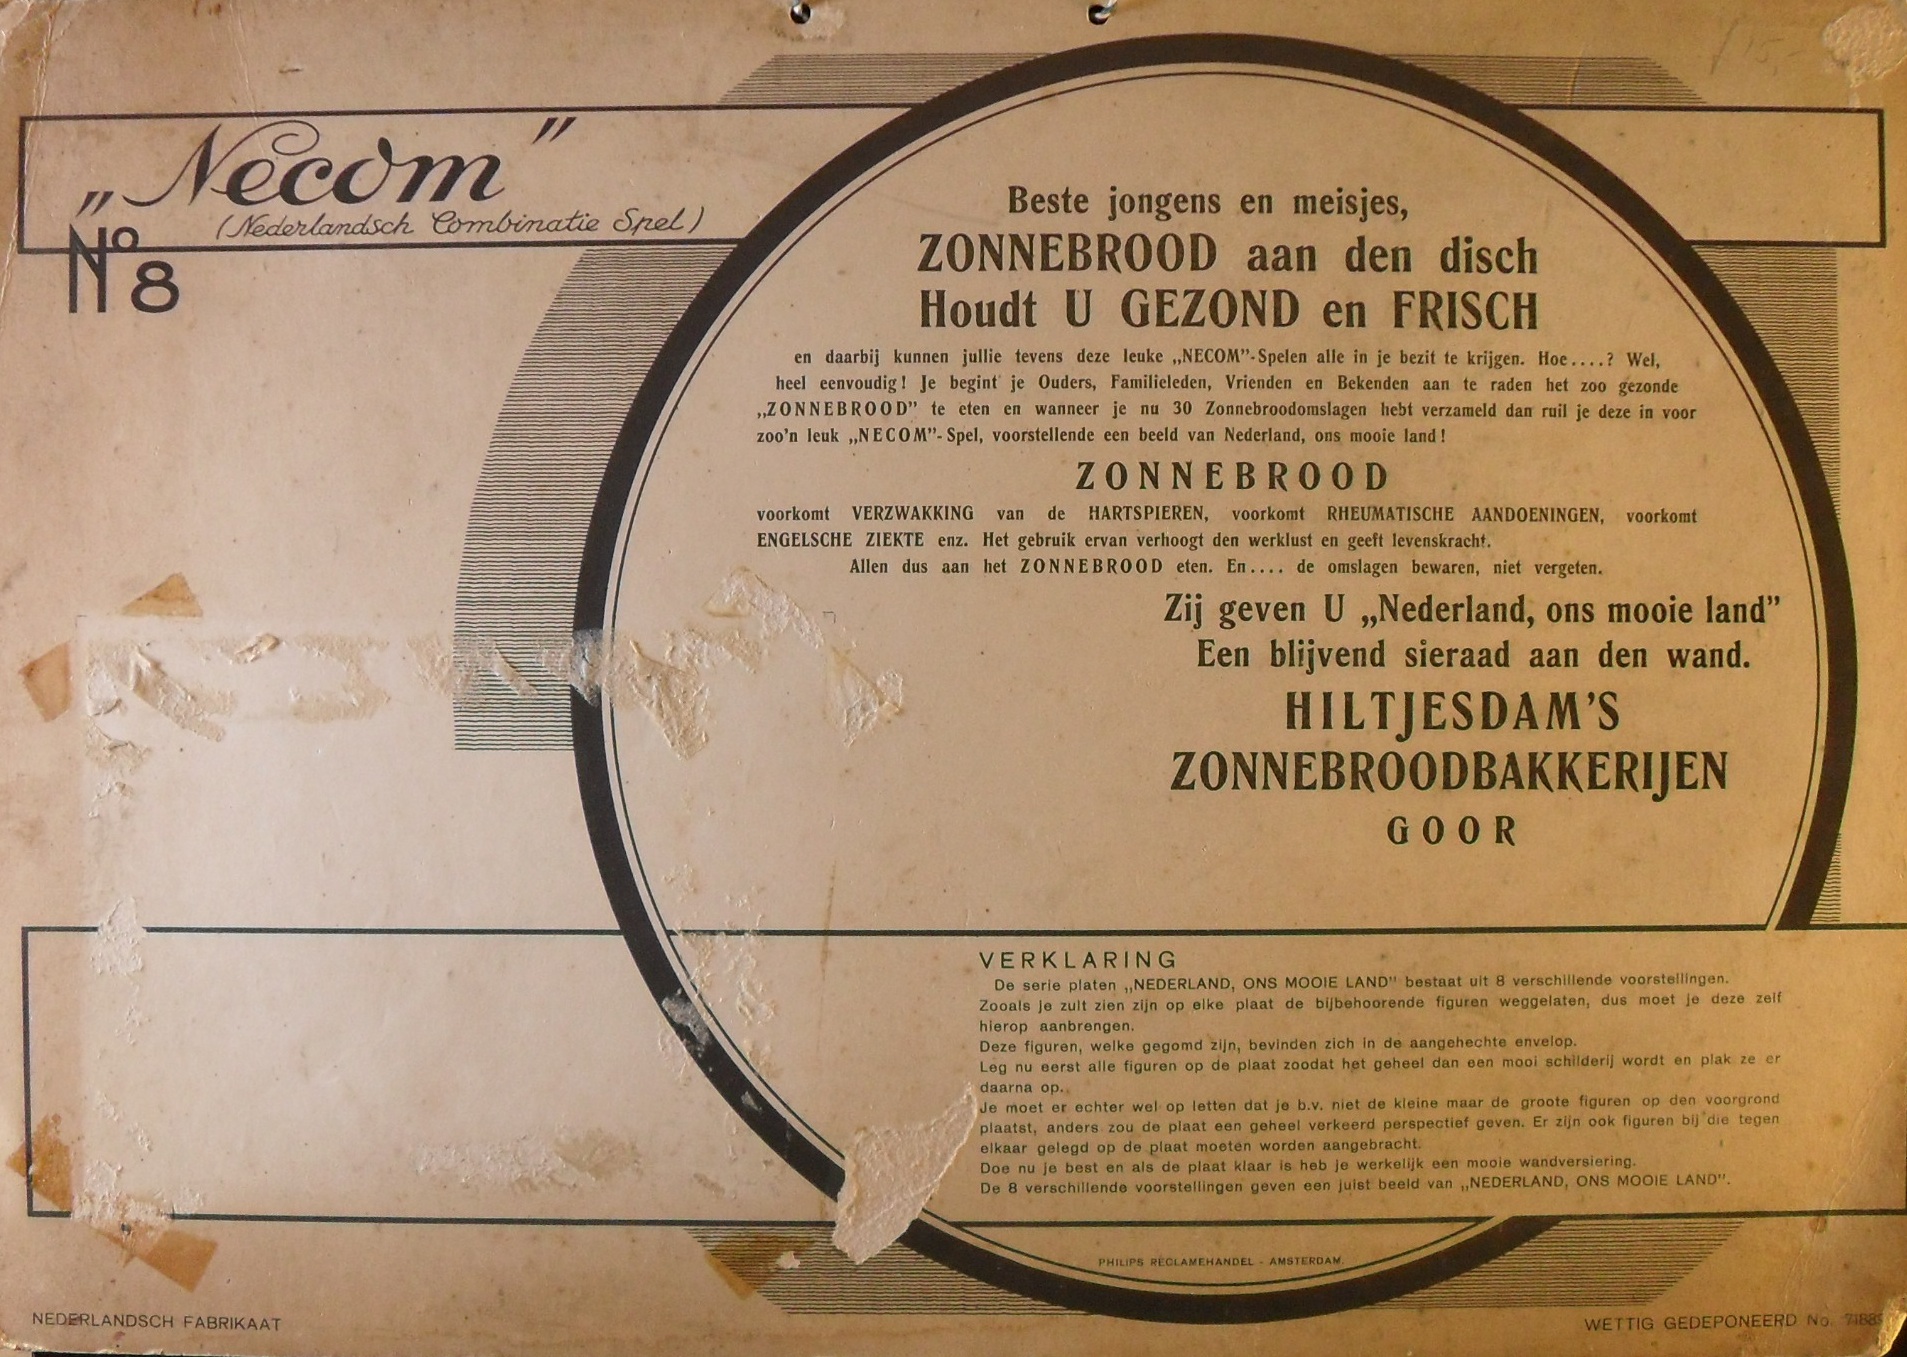 „Necom”
(Nederlandsch Combinatie Spel)
No 8
Beste jongens en meisjes,
ZONNEBROOD aan den disch
Houdt U GEZOND en FRISCH
en daarbij kunnen jullie tevens deze leuke „NECOM”-Spelen alle in je bezit te krijgen. Hoe....? Wel,
heel eenvoudig! Je begint je Ouders, Familieleden, Vrienden en Bekenden aan te raden het zoo gezonde
„ZONNEBROOD” te eten en wanneer je nu 30 Zonnebroodomslagen hebt verzameld dan ruil je deze in voor
zoo'n leuk „NECOM”-Spel, voorstellende een beeld van Nederland, ons mooie land!
ZONNEBROOD
voorkomt VERZWAKKING van de HARTSPIEREN, voorkomt RHEUMATISCHE AANDOENINGEN, voorkomt
ENGELSCHE ZIEKTE enz. Het gebruik ervan verhoogt den werklust en geeft levenskracht.
Allen dus aan het ZONNEBROOD eten. En.... de omslagen bewaren, niet vergeten.
Zij geven U „Nederland, ons mooie land”
Een blijvend sieraad aan den wand.
HILTJESDAM'S
ZONNEBROODBAKKERIJEN
GOOR
VERKLARING
De serie platen „NEDERLAND, ONS MOOIE LAND” bestaat uit 8 verschillende voorstellingen.
Zooals je zult zien zijn op elke plaat de bijbehoorende figuren weggelaten, dus moet je deze zelf
hierop aanbrengen.
Deze figuren, welke gegomd zijn, bevinden zich in de aangehechte envelop.
Leg nu eerst alle figuren op de plaat zoodat het geheel dan een mooi schilderij wordt en plak ze er
daarna op.
Je moet er echter wel op letten dat je b.v. niet de kleine maar de groote figuren op den voorgrond
plaatst, anders zou de plaat een geheel verkeerd perspectief geven. Er zijn ook figuren bij die tegen
elkaar gelegd op de plaat moeten worden aangebracht.
Doe nu je best en als de plaat klaar is heb je werkelijk een mooie wandversiering.
De 8 verschillende voorstellingen geven een juist beeld van „NEDERLAND, ONS MOOIE LAND”.
PHILIPS RECLAMEHANDEL - AMSTERDAM.
NEDERLANDSCH FABRIKAAT
WETTIG GEDEPONEERD No.